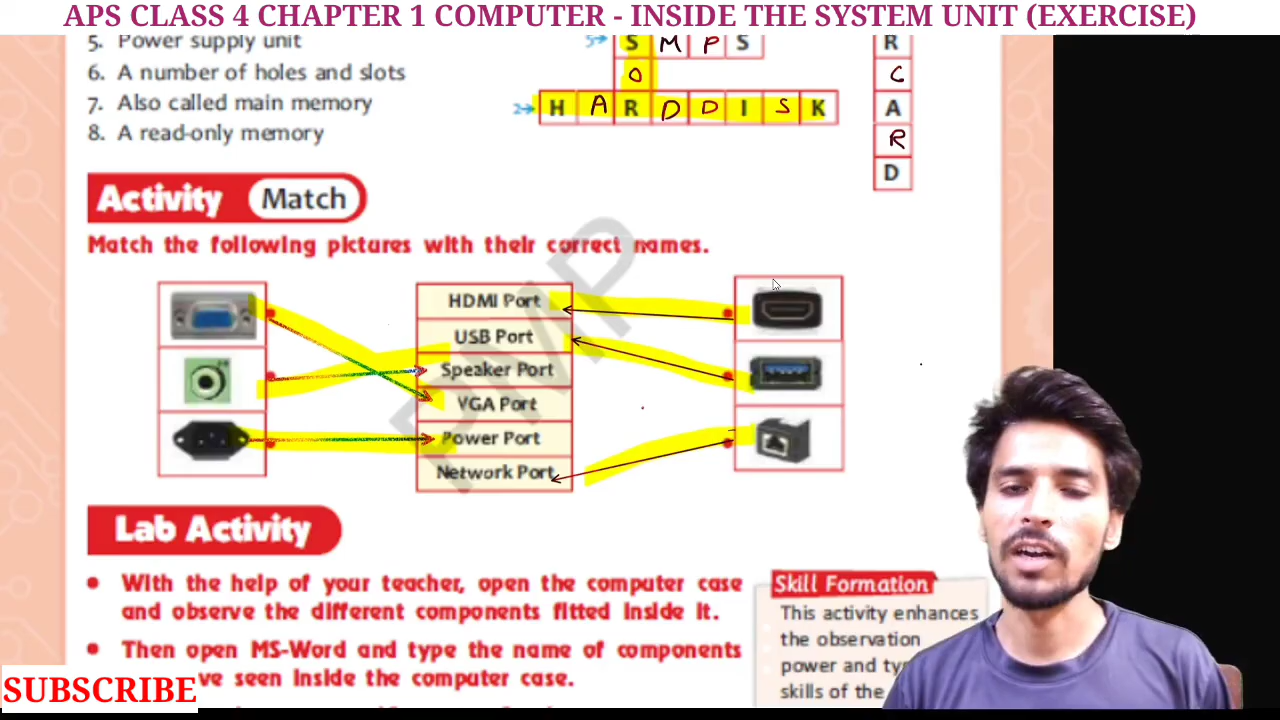 APS CLASS 4 CHAPTER 1 COMPUTER - INSIDE THE SYSTEM UNIT (EXERCISE)
5. Power supply unit
6. A number of holes and slots
7. Also called main memory
8. A read-only memory
5 S M P S
O
2 H A R D D I S K
R
C
A
R
D
Activity Match
Match the following pictures with their correct names.
HDMI Port
USB Port
Speaker Port
VGA Port
Power Port
Network Port
PMP
Lab Activity
• With the help of your teacher, open the computer case
and observe the different components fitted inside it.
• Then open MS-Word and type the name of components
ve seen inside the computer case.
Skill Formation
This activity enhances
the observation
power and
skills of the
SUBSCRIBE